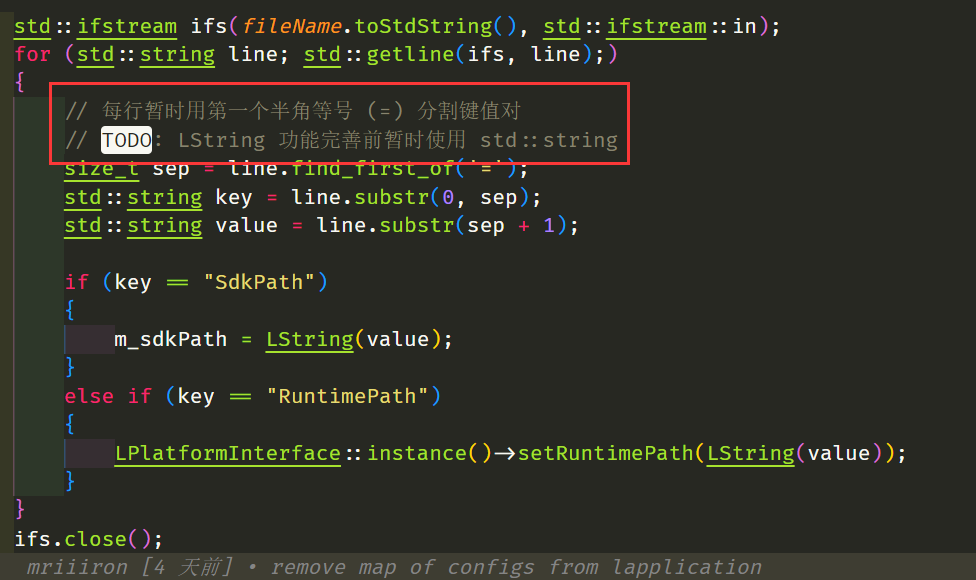 std::ifstream ifs(fileName.toStdString(), std::ifstream::in);
for (std::string line; std::getline(ifs, line);)
{
// 每行暂时用第一个半角等号 (=) 分割键值对
// TODO: LString 功能完善前暂时使用 std::string
size_t sep = line.find_first_of('=');
std::string key = line.substr(0, sep);
std::string value = line.substr(sep + 1);
if (key == "SdkPath")
{
m_sdkPath = LString(value);
}
else if (key == "RuntimePath")
{
LPlatformInterface::instance()->setRuntimePath(LString(value));
}
}
ifs.close();
mriiiron [4 天前] • remove map of configs from lapplication